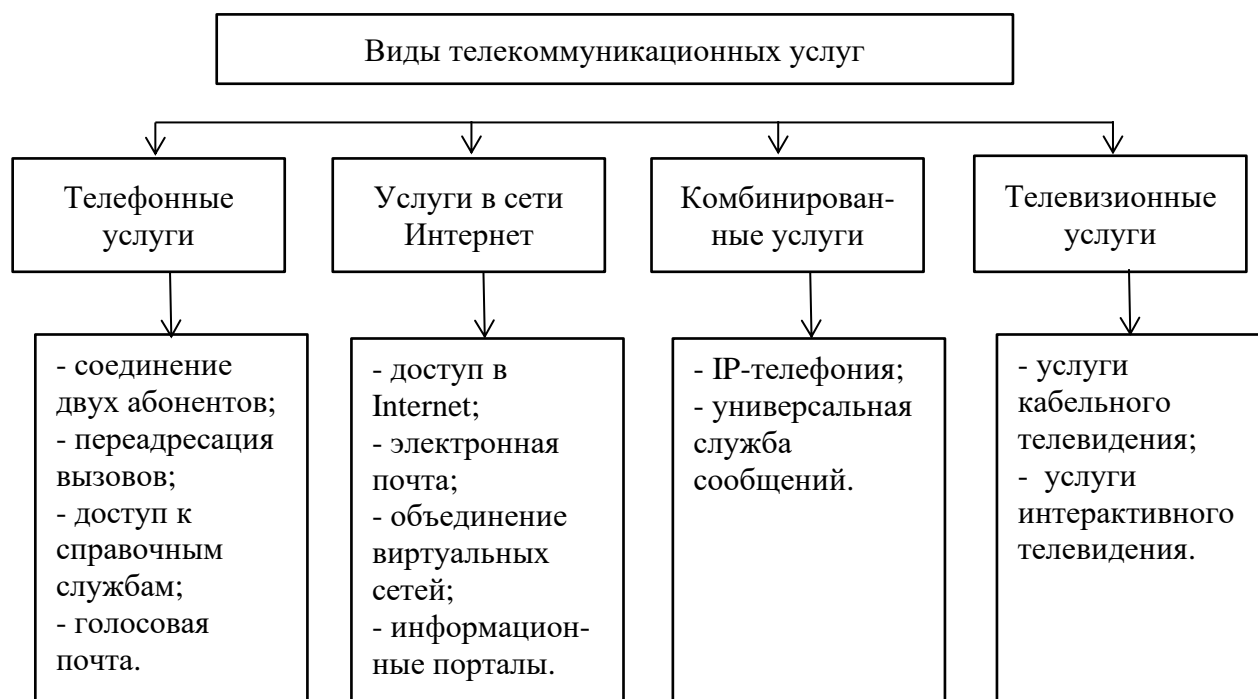 Виды телекоммуникационных услуг
Телефонные
услуги
Услуги в сети
Интернет
Комбинирован-
ные услуги
Телевизионные
услуги
- соединение
двух абонентов;
- переадресация
вызовов;
- доступ к
справочным
службам;
- голосовая
почта.
- доступ в
Internet;
- электронная
почта;
- объединение
виртуальных
сетей;
- информацион-
ные порталы.
- IP-телефония;
- универсальная
служба
сообщений.
- услуги
кабельного
телевидения;
- услуги
интерактивного
телевидения.